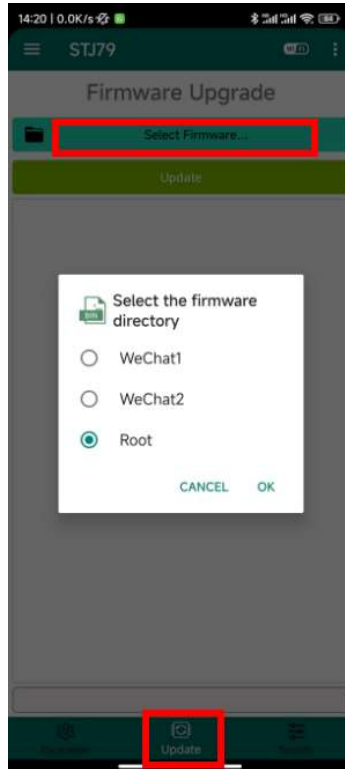 14:20 | 0.0K/s
STJ79
Firmware Upgrade
Select Firmware...
Update
BIN
Select the firmware
directory
WeChat1
WeChat2
Root
CANCEL
OK
Update